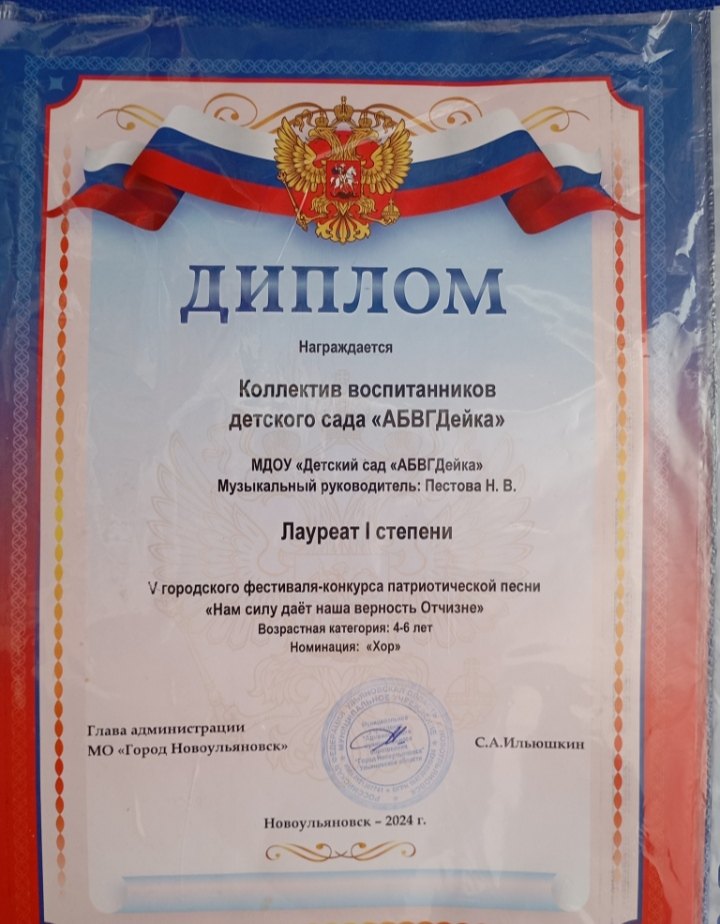 ДИПЛОМ
Награждается
Коллектив воспитанников
детского сада «АБВГДейка»
МДОУ «Детский сад «АБВГДейка»
Музыкальный руководитель: Пестова Н. В.
Лауреат I степени
V городского фестиваля-конкурса патриотической песни
«Нам силу даёт наша верность Отчизне»
Возрастная категория: 4-6 лет
Номинация: «Хор»
Глава администрации
МО «Город Новоульяновск»
С.А.Ильюшкин
Новоульяновск – 2024 г.